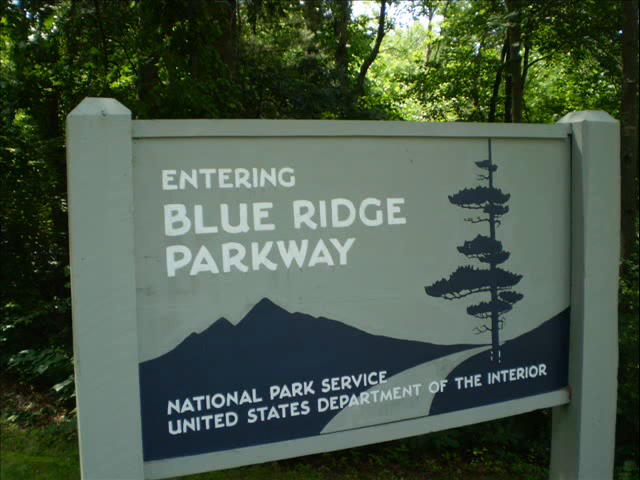 ENTERING
BLUE RIDGE
PARKWAY
NATIONAL PARK SERVICE
UNITED STATES DEPARTMENT OF THE INTERIOR